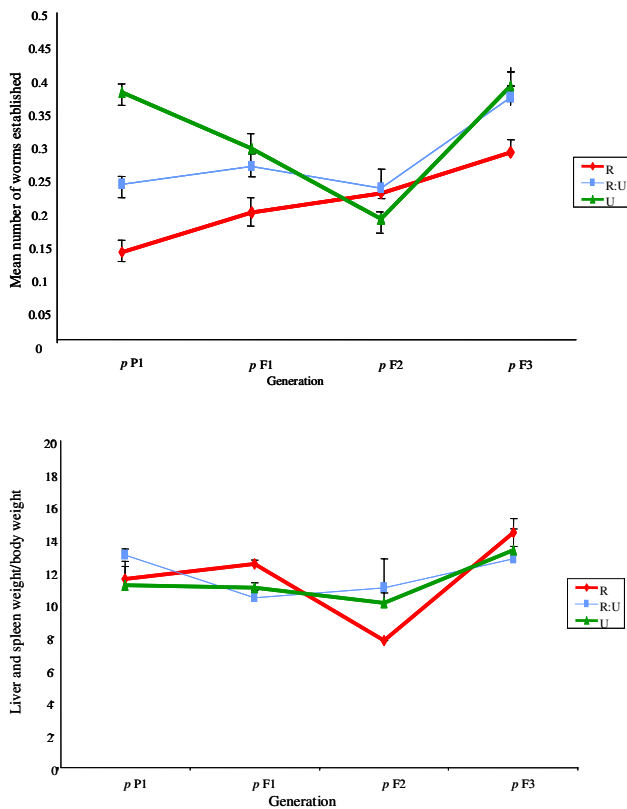 0.5
0.45
0.4
0.35
0.3
0.25
0.2
0.15
0.1
0.05
0
Mean number of worms established
R
R:U
U
p P1 p F1 p F2 p F3
Generation
20
18
16
14
12
10
8
6
4
2
0
Liver and spleen weight/body weight
R
R:U
U
p P1 p F1 p F2 p F3
Generation